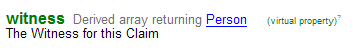 witness Derived array returning Person (virtual property)?
The Witness for this Claim